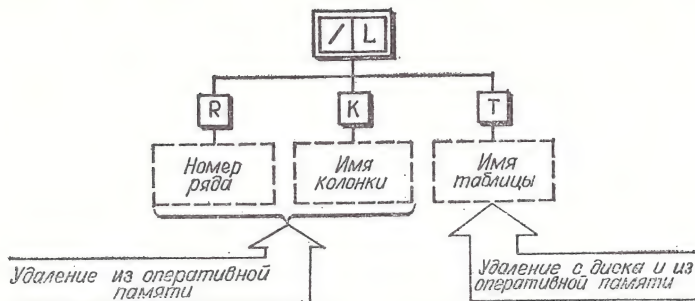 / L
R K T
Номер ряда
Имя колонки
Имя таблицы
Удаление из оперативной памяти
Удаление с диска и из оперативной памяти